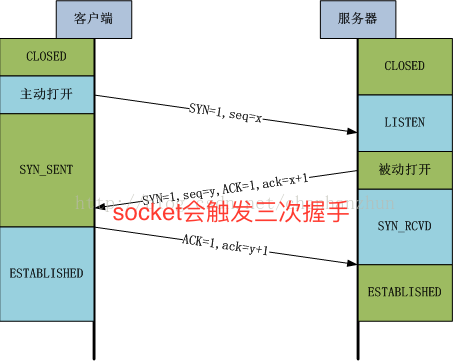 客户端
服务器
CLOSED
CLOSED
主动打开
SYN=1,seq=x
LISTEN
SYN_SENT
被动打开
SYN=1,seq=y,ACK=1,ack=x+1
socket会触发三次握手
SYN_RCVD
ACK=1,ack=y+1
ESTABLISHED
ESTABLISHED